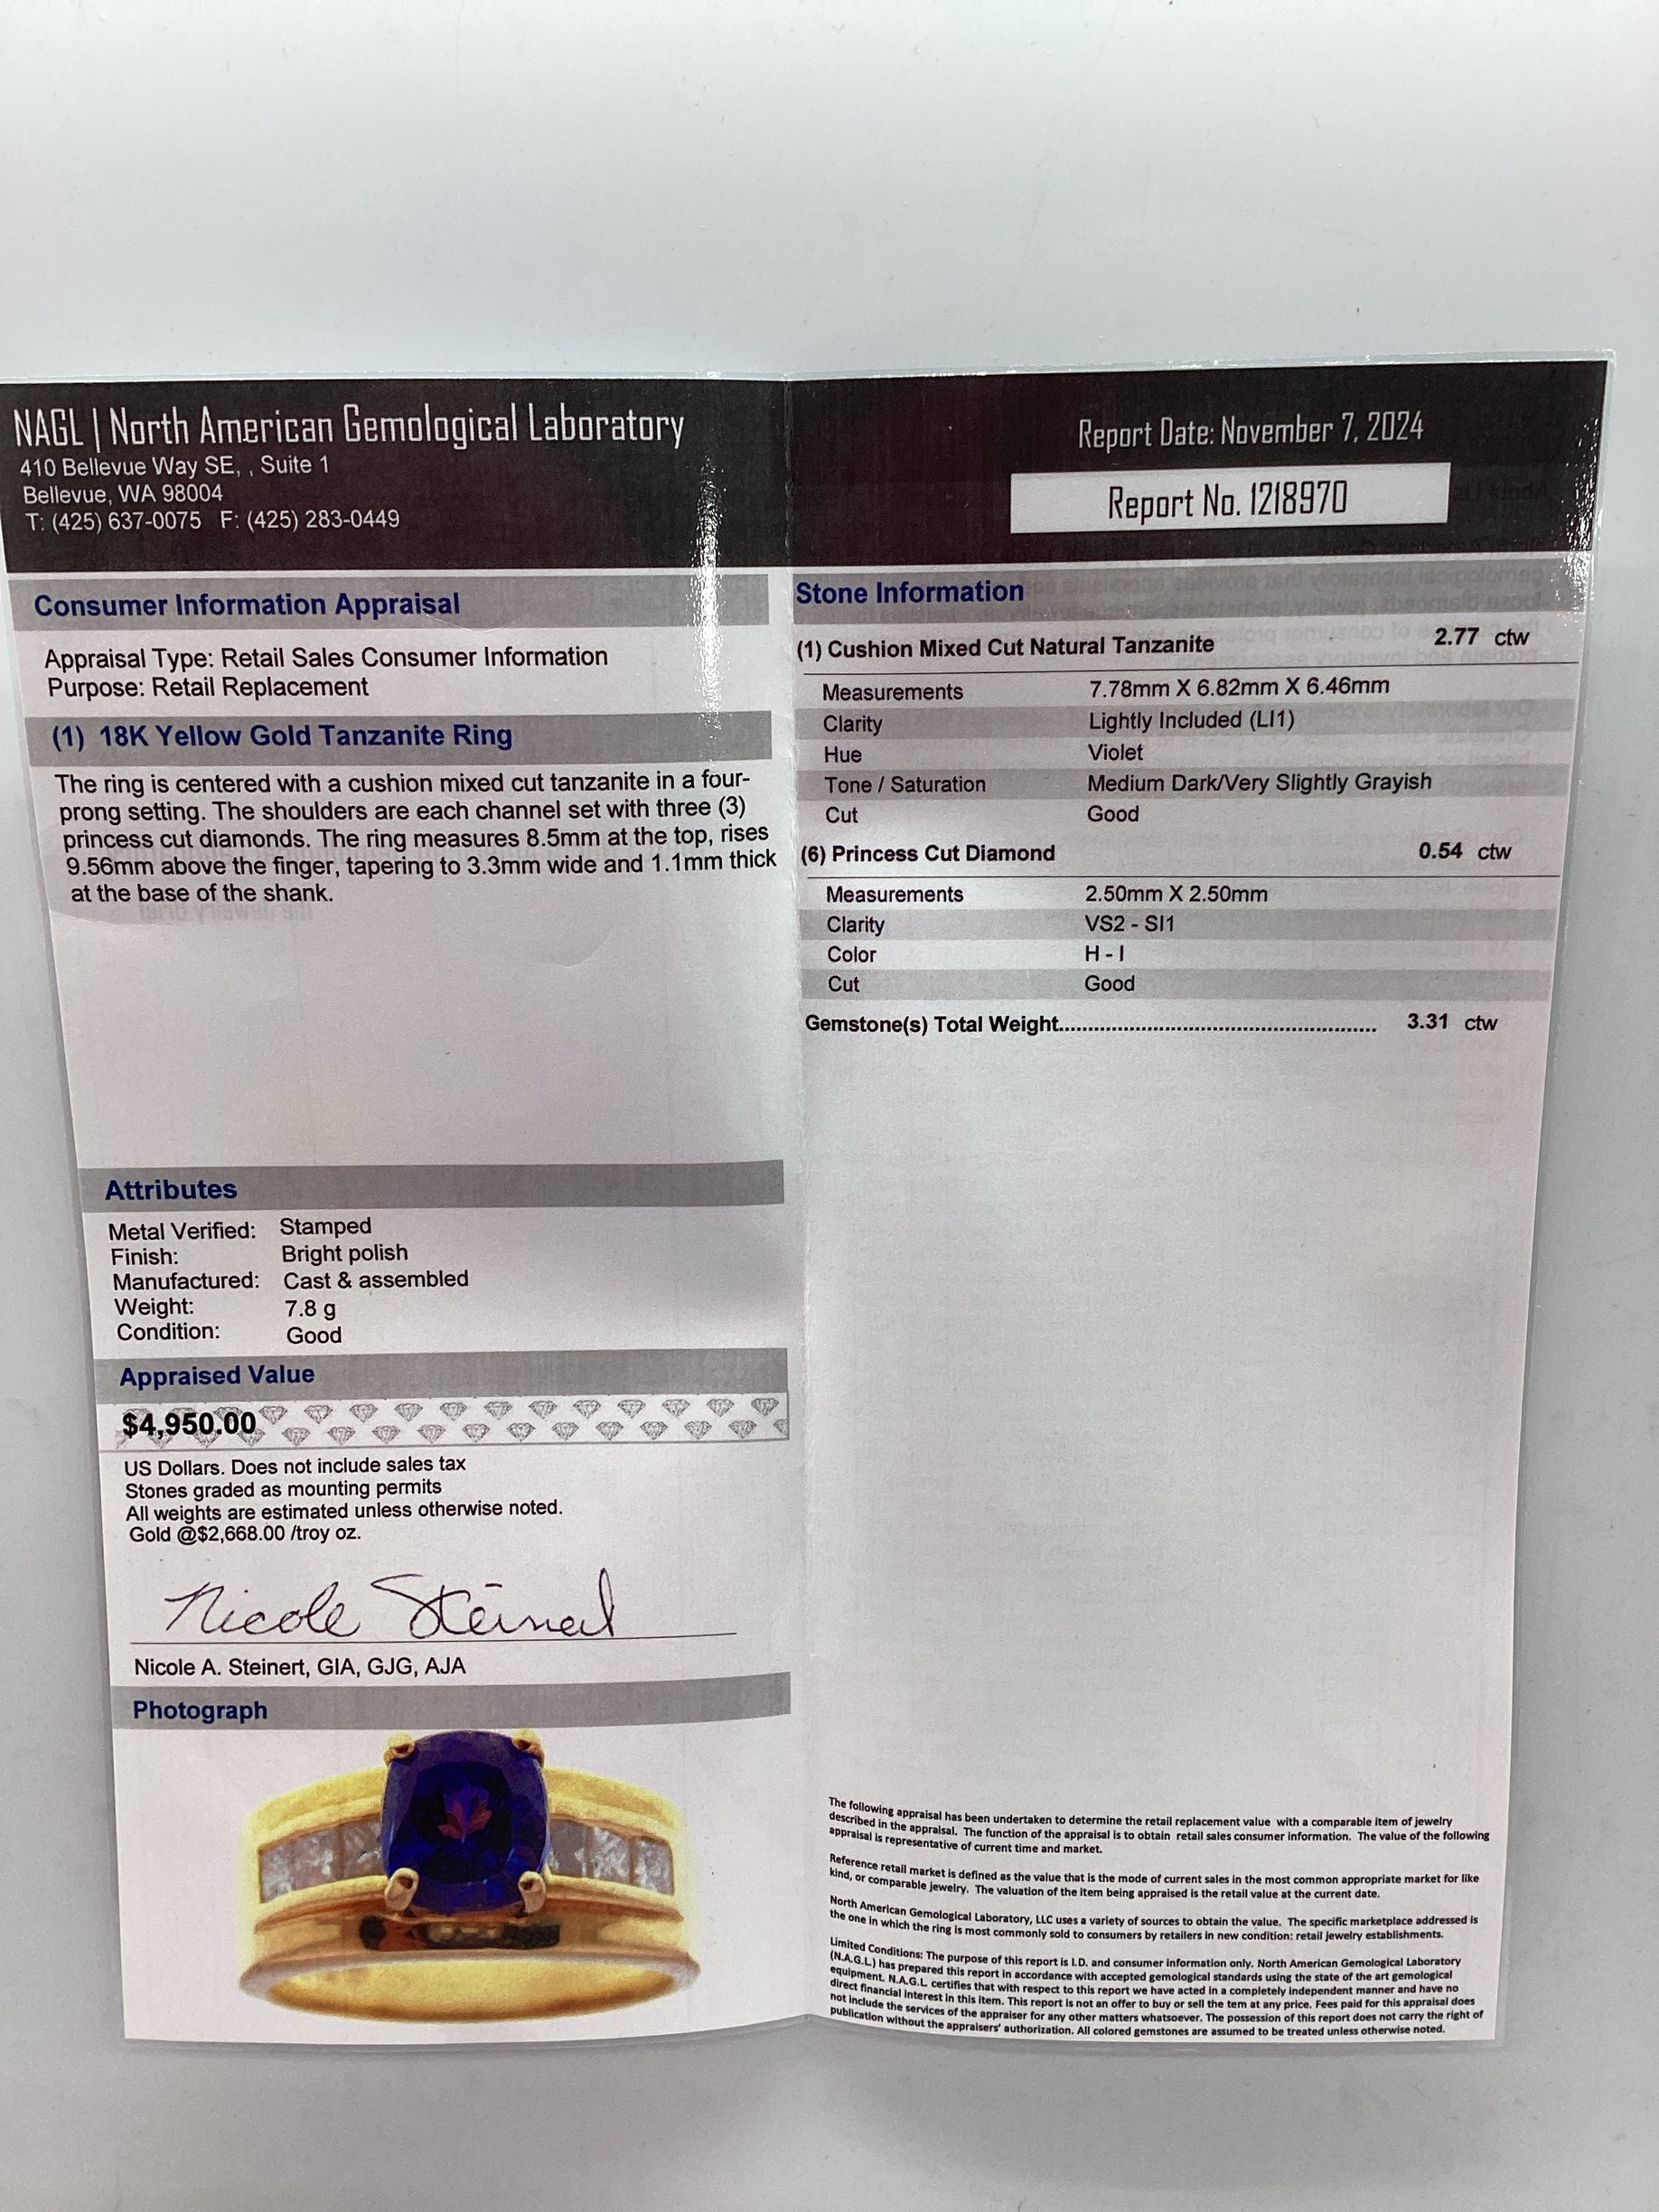 NAGL | North American Gemological Laboratory
410 Bellevue Way SE, , Suite 1
Bellevue, WA 98004
T: (425) 637-0075 F: (425) 283-0449
Report Date: November 7, 2024
Report No. 1218970
Consumer Information Appraisal
Appraisal Type: Retail Sales Consumer Information
Purpose: Retail Replacement
(1) 18K Yellow Gold Tanzanite Ring
The ring is centered with a cushion mixed cut tanzanite in a four-
prong setting. The shoulders are each channel set with three (3)
princess cut diamonds. The ring measures 8.5mm at the top, rises
9.56mm above the finger, tapering to 3.3mm wide and 1.1mm thick
at the base of the shank.
Attributes
Metal Verified: Stamped
Finish: Bright polish
Manufactured: Cast & assembled
Weight: 7.8 g
Condition: Good
Appraised Value
$4,950.00
US Dollars. Does not include sales tax
Stones graded as mounting permits
All weights are estimated unless otherwise noted.
Gold @$2,668.00 /troy oz.
Nicole Steinert
Nicole A. Steinert, GIA, GJG, AJA
Photograph
Stone Information
(1) Cushion Mixed Cut Natural Tanzanite 2.77 ctw
Measurements 7.78mm X 6.82mm X 6.46mm
Clarity Lightly Included (LI1)
Hue Violet
Tone / Saturation Medium Dark/Very Slightly Grayish
Cut Good
(6) Princess Cut Diamond 0.54 ctw
Measurements 2.50mm X 2.50mm
Clarity VS2 - SI1
Color H - I
Cut Good
Gemstone(s) Total Weight...................................................... 3.31 ctw
The following appraisal has been undertaken to determine the retail replacement value with a comparable item of jewelry
described in the appraisal. The function of the appraisal is to obtain retail sales consumer information. The value of the following
appraisal is representative of current time and market.
Reference retail market is defined as the value that is the mode of current sales in the most common appropriate market for like
kind, or comparable jewelry. The valuation of the item being appraised is the retail value at the current date.
North American Gemological Laboratory, LLC uses a variety of sources to obtain the value. The specific marketplace addressed is
the one in which the ring is most commonly sold to consumers by retailers in new condition: retail jewelry establishments.
Limited Conditions: The purpose of this report is I.D. and consumer information only. North American Gemological Laboratory
(N.A.G.L.) has prepared this report in accordance with accepted gemological standards using the state of the art gemological
equipment. N.A.G.L. certifies that with respect to this report we have acted in a completely independent manner and have no
direct financial interest in this item. This report is not an offer to buy or sell the tem at any price. Fees paid for this appraisal does
not include the services of the appraiser for any other matters whatsoever. The possession of this report does not carry the right of
publication without the appraisers' authorization. All colored gemstones are assumed to be treated unless otherwise noted.